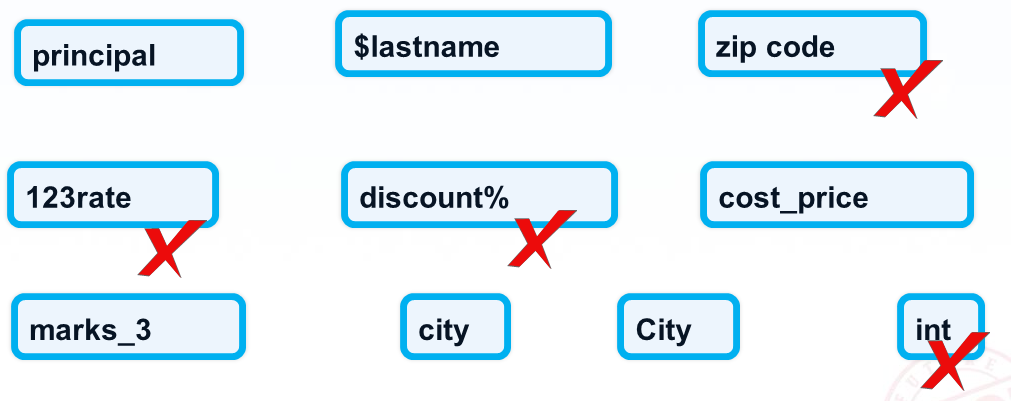 principal
$lastname
zip code
123rate
discount%
cost_price
marks_3
city
City
int